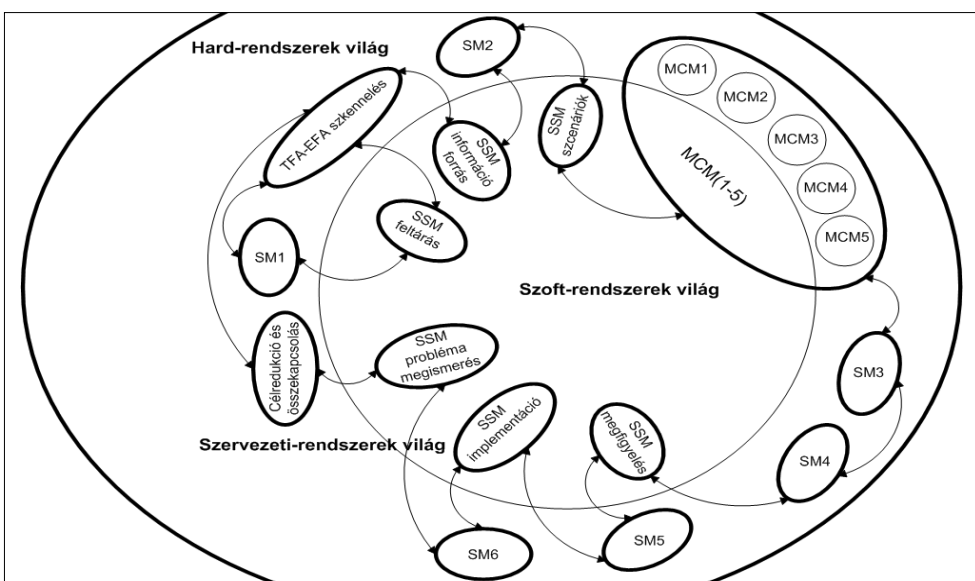 Hard-rendszerek világ
SM2
MCM1
MCM2
MCM3
MCM4
MCM5
MCM(1-5)
TFA-EFA szkennelés
SSM
információ
forrás
SSM
szcenáriók
SSM
feltárás
SM1
Szoft-rendszerek világ
Célredukció és
összekapcsolás
SSM
probléma
megismerés
SM3
Szervezeti-rendszerek világ
SSM
implementáció
SSM
megfigyelés
SM4
SM5
SM6